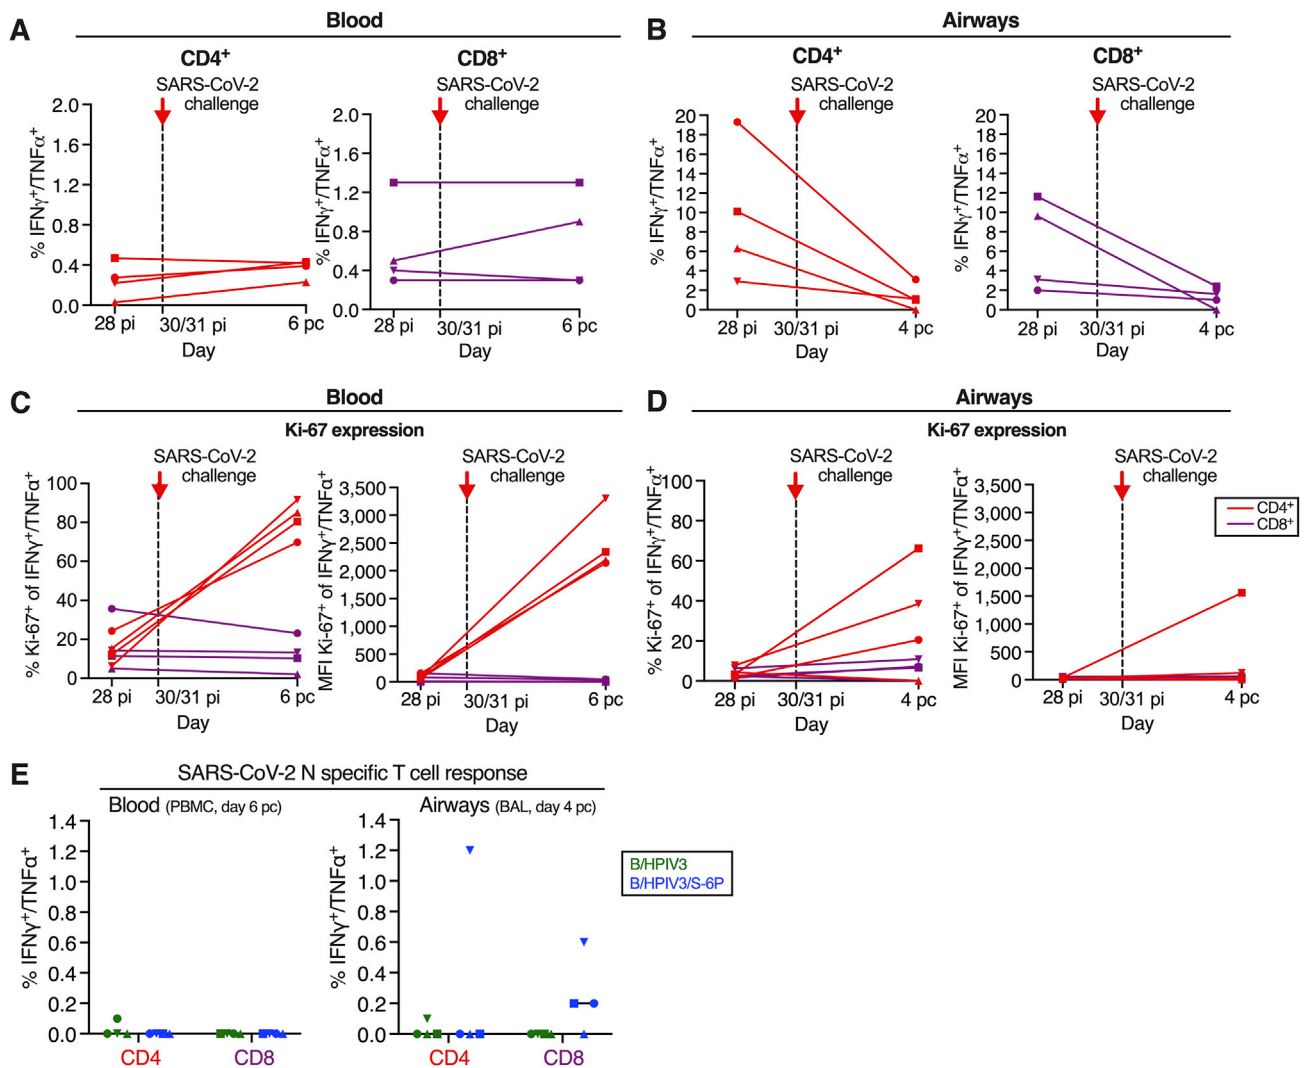 A
Blood
CD4+
SARS-CoV-2
challenge
% IFNγ+/TNFα+
2.0
1.6
1.2
0.8
0.4
0.0
28 pi
30/31 pi
6 pc
Day
CD8+
SARS-CoV-2
challenge
% IFNγ+/TNFα+
2.0
1.6
1.2
0.8
0.4
0.0
28 pi
30/31 pi
6 pc
Day
B
Airways
CD4+
SARS-CoV-2
challenge
% IFNγ+/TNFα+
20
18
16
14
12
10
8
6
4
2
0
28 pi
30/31 pi
4 pc
Day
CD8+
SARS-CoV-2
challenge
% IFNγ+/TNFα+
20
18
16
14
12
10
8
6
4
2
0
28 pi
30/31 pi
4 pc
Day
C
Blood
Ki-67 expression
SARS-CoV-2
challenge
% Ki-67+ of IFNγ+/TNFα+
100
80
60
40
20
0
28 pi
30/31 pi
6 pc
Day
SARS-CoV-2
challenge
MFI Ki-67+ of IFNγ+/TNFα+
3,500
3,000
2,500
2,000
1,500
1,000
500
0
28 pi
30/31 pi
6 pc
Day
D
Airways
Ki-67 expression
SARS-CoV-2
challenge
% Ki-67+ of IFNγ+/TNFα+
100
80
60
40
20
0
28 pi
30/31 pi
4 pc
Day
SARS-CoV-2
challenge
MFI Ki-67+ of IFNγ+/TNFα+
3,500
3,000
2,500
2,000
1,500
1,000
500
0
28 pi
30/31 pi
4 pc
Day
CD4+
CD8+
E
SARS-CoV-2 N specific T cell response
Blood (PBMC, day 6 pc)
% IFNγ+/TNFα+
1.4
1.2
1.0
0.8
0.6
0.4
0.2
0.0
CD4
CD8
Airways (BAL, day 4 pc)
% IFNγ+/TNFα+
1.4
1.2
1.0
0.8
0.6
0.4
0.2
0.0
CD4
CD8
B/HPIV3
B/HPIV3/S-6P